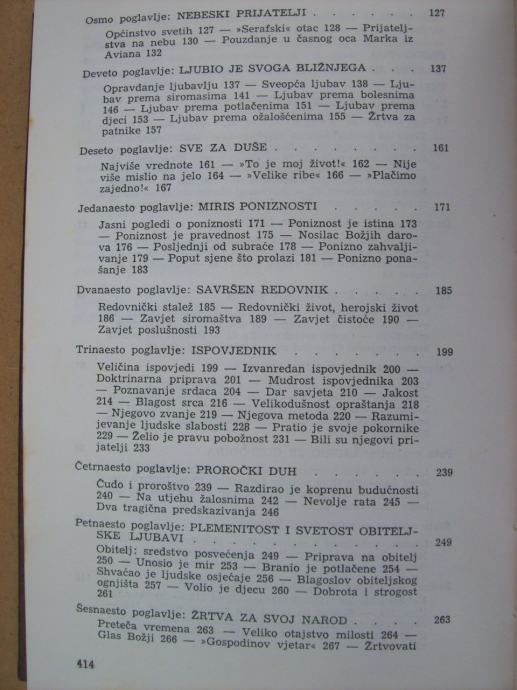 Osmo poglavlje: NEBESKI PRIJATELJI . . . . . . 127
Općinstvo svetih 127 — »Serafski« otac 128 — Prijatelj-
stva na nebu 130 — Pouzdanje u časnog oca Marka iz
Aviana 132
Deveto poglavlje: LJUBIO JE SVOGA BLIŽNJEGA . . . 137
Opravdanje ljubavlju 137 — Sveopća ljubav 138 — Lju-
bav prema siromasima 141 — Ljubav prema bolesnima
146 — Ljubav prema potlačenima 151 — Ljubav prema
djeci 153 — Ljubav prema ožalošćenima 155 — Žrtva za
patnike 157
Deseto poglavlje: SVE ZA DUŠE . . . . . . . . 161
Najviše vrednote 161 — »To je moj život!« 162 — Nije
više mislio na jelo 164 — »Velike ribe« 166 — »Plačimo
zajedno!« 167
Jedanaesto poglavlje: MIRIS PONIZNOSTI . . . . . 171
Jasni pogledi o poniznosti 171 — Poniznost je istina 173
— Poniznost je pravednost 175 — Nosilac Božjih daro-
va 176 — Posljednji od subraće 178 — Ponizno zahvalji-
vanje 179 — Poput sjene što prolazi 181 — Ponizno pona-
šanje 183
Dvanaesto poglavlje: SAVRŠEN REDOVNIK . . . . . 185
Redovnički stalež 185 — Redovnički život, herojski život
186 — Zavjet siromaštva 189 — Zavjet čistoće 190 —
Zavjet poslušnosti 193
Trinaesto poglavlje: ISPOVJEDNIK . . . . . . . 199
Veličina ispovjedi 199 — Izvanredan ispovjednik 200 —
Doktrinarna priprava 201 — Mudrost ispovjednika 203
— Poznavanje srdaca 204 — Dar savjeta 210 — Jakost
214 — Blagost srca 216 — Velikodušnost opraštanja 218
— Njegovo zvanje 219 — Njegova metoda 220 — Razumi-
jevanje ljudske slabosti 228 — Pratio je svoje pokornike
229 — Želio je pravu pobožnost 231 — Bili su njegovi pri-
jatelji 233
Četrnaesto poglavlje: PROROČKI DUH . . . . . . 239
Čudo i proroštvo 239 — Razdirao je koprenu budućnosti
240 — Na utjehu žalosnima 242 — Nevolje rata 245 —
Dva tragična predskazivanja 246
Petnaesto poglavlje: PLEMENITOST I SVETOST OBITELJ-
SKE LJUBAVI . . . . . . . . . . . . . 249
Obitelj: sredstvo posvećenja 249 — Priprava na obitelj
250 — Unosio je mir 253 — Branio je potlačene 254 —
Shvaćao je ljudske osjećaje 256 — Blagoslov obiteljskog
ognjišta 257 — Volio je djecu 260 — Dobrota i strogost
261
Šesnaesto poglavlje: ŽRTVA ZA SVOJ NAROD . . . . 263
Preteča vremena 263 — Veliko otajstvo milosti 264 —
Glas Božji 266 — »Gospodinov vjetar« 267 — Žrtvovati
414